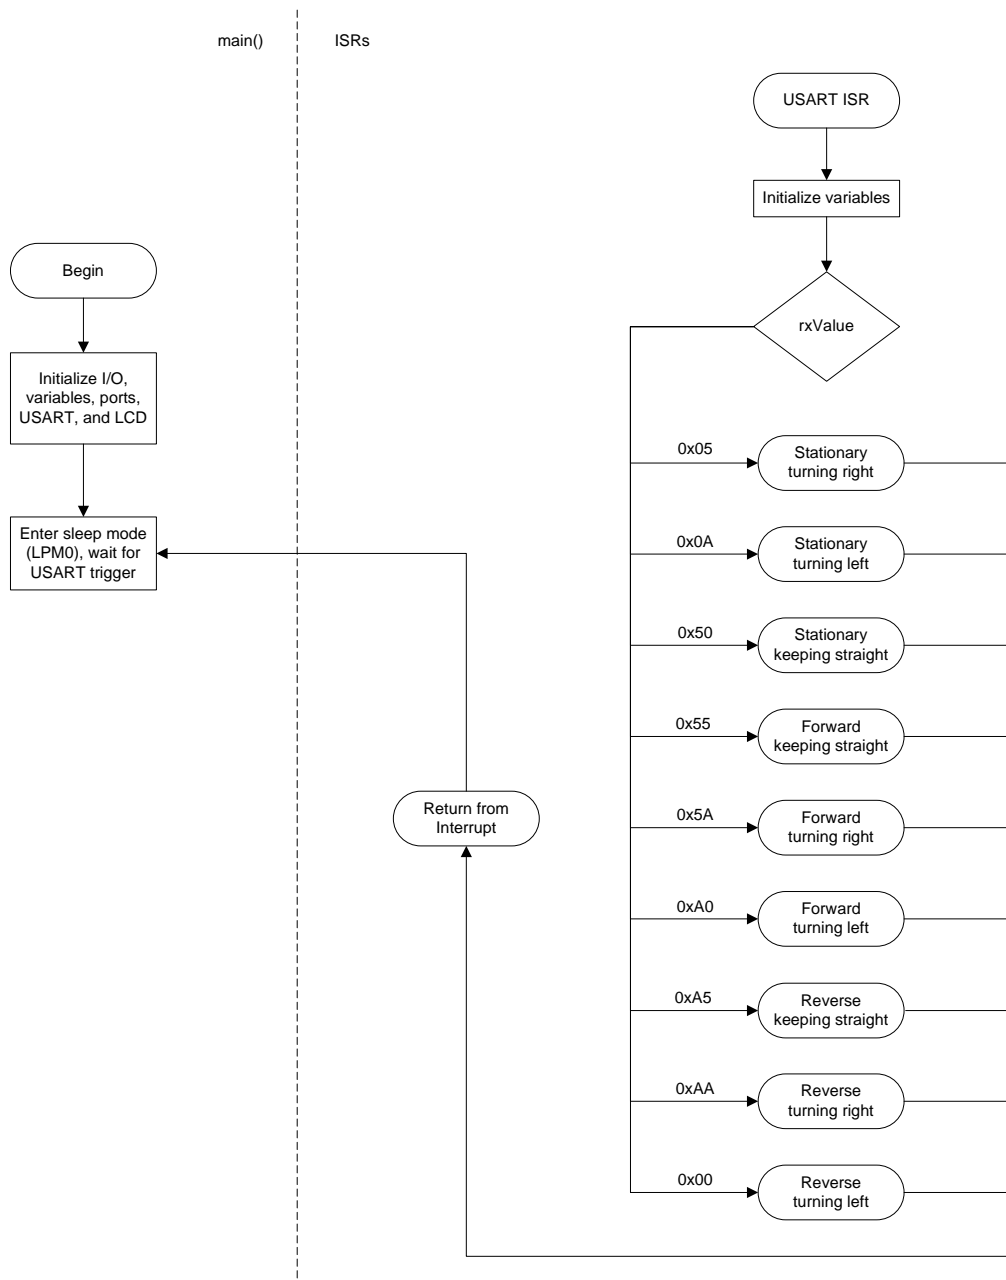 main()
ISRs
USART ISR
Initialize variables
rxValue
Begin
Initialize I/O,
variables, ports,
USART, and LCD
Enter sleep mode
(LPM0), wait for
USART trigger
0x05
Stationary
turning right
0x0A
Stationary
turning left
0x50
Stationary
keeping straight
0x55
Forward
keeping straight
0x5A
Forward
turning right
0xA0
Forward
turning left
0xA5
Reverse
keeping straight
0xAA
Reverse
turning right
0x00
Reverse
turning left
Return from
Interrupt